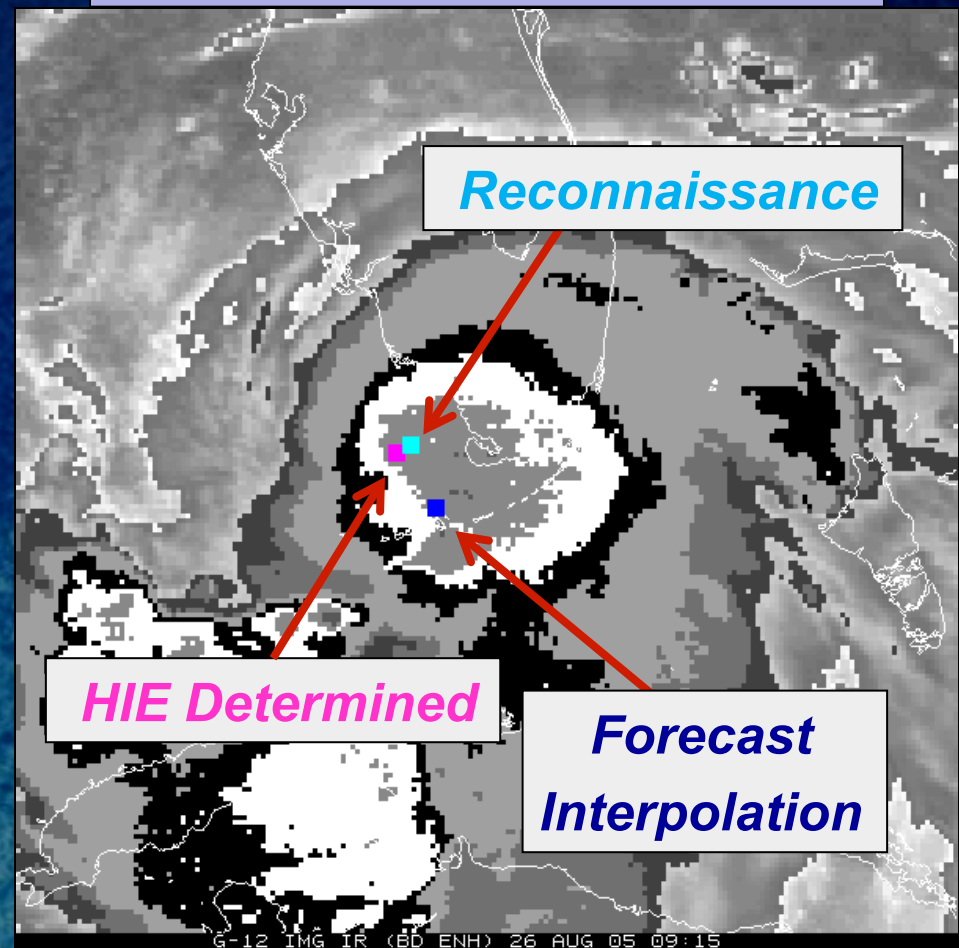 Reconnaissance
HIE Determined
Forecast
Interpolation
G-12 IMG IR (BD ENH) 26 AUG 05 09:15